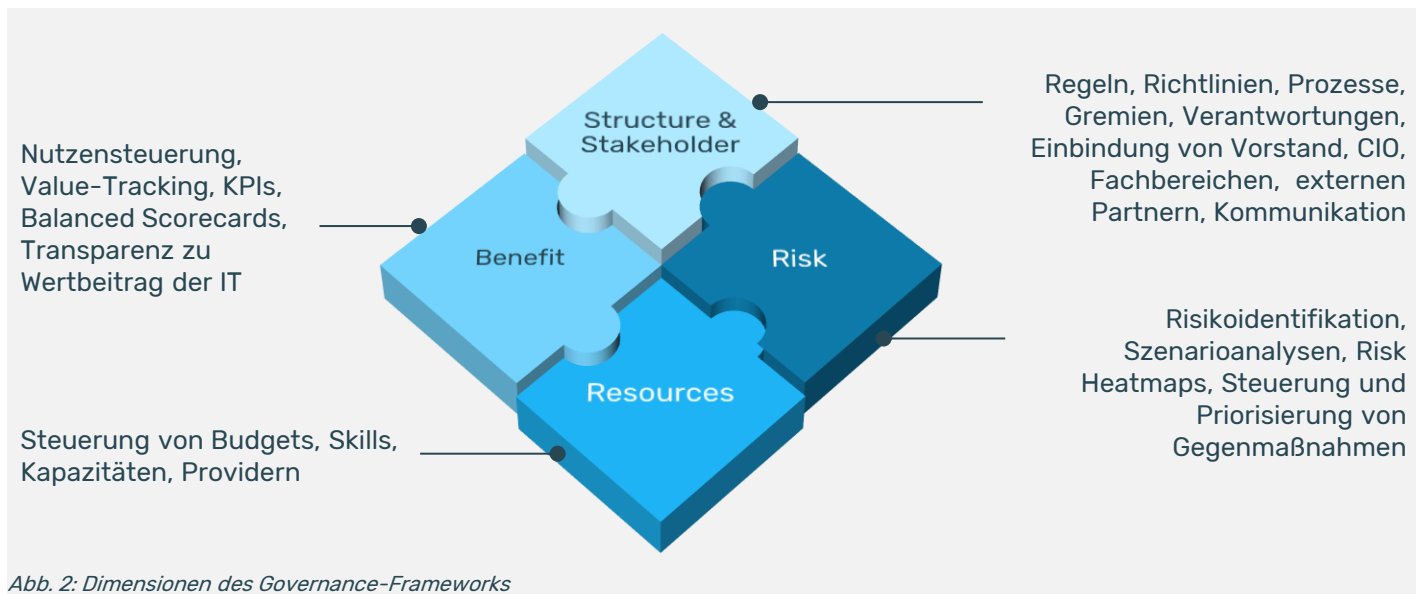 Structure &
Stakeholder
Regeln, Richtlinien, Prozesse,
Gremien, Verantwortungen,
Einbindung von Vorstand, CIO,
Fachbereichen, externen
Partnern, Kommunikation
Nutzensteuerung,
Value-Tracking, KPIs,
Balanced Scorecards,
Transparenz zu
Wertbeitrag der IT
Benefit
Risk
Risikoidentifikation,
Szenarioanalysen, Risk
Heatmaps, Steuerung und
Priorisierung von
Gegenmaßnahmen
Resources
Steuerung von Budgets, Skills,
Kapazitäten, Providern
Abb. 2: Dimensionen des Governance-Frameworks